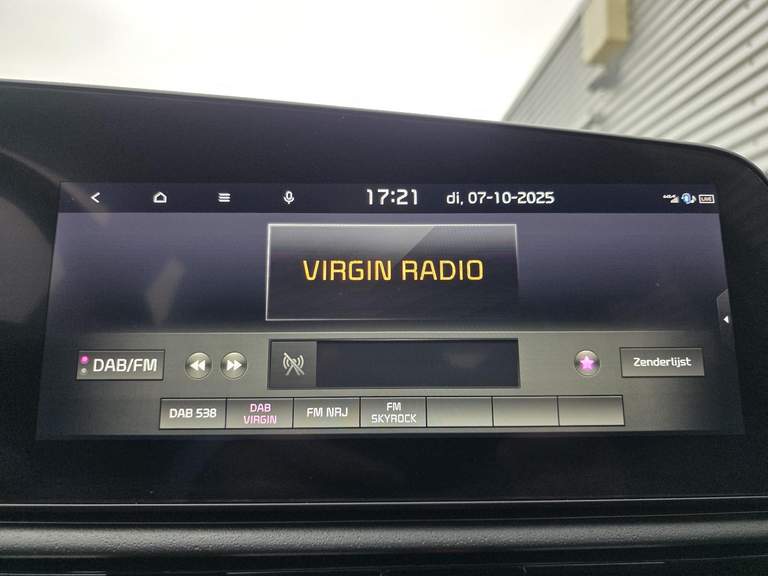 17:21 di, 07-10-2025 LIVE
VIRGIN RADIO
DAB/FM
Zenderlijst
DAB 538
DAB
VIRGIN
FM NRJ
FM
SKYROCK